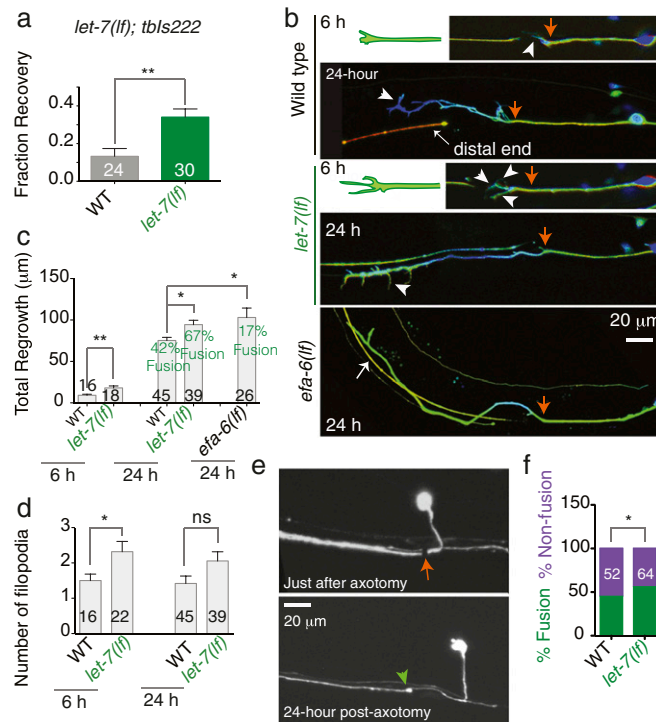 a
let-7(lf); tbIs222
Fraction Recovery
0.4
0.2
0.0
**
24
30
WT
let-7(lf)
b
Wild type
6 h
24-hour
distal end
let-7(lf)
6 h
24 h
efa-6(lf)
20 μm
24 h
c
Total Regrowth (μm)
150
100
50
0
**
*
*
42% Fusion
67% Fusion
17% Fusion
16
18
45
39
26
WT
let-7(lf)
WT
let-7(lf)
efa-6(lf)
6 h
24 h
24 h
d
Number of filopodia
3
2
1
0
*
ns
16
22
45
39
WT
let-7(lf)
WT
let-7(lf)
6 h
24 h
e
Just after axotomy
20 μm
24-hour post-axotomy
f
% Fusion % Non-fusion
150
100
50
0
*
52
64
WT
let-7(lf)